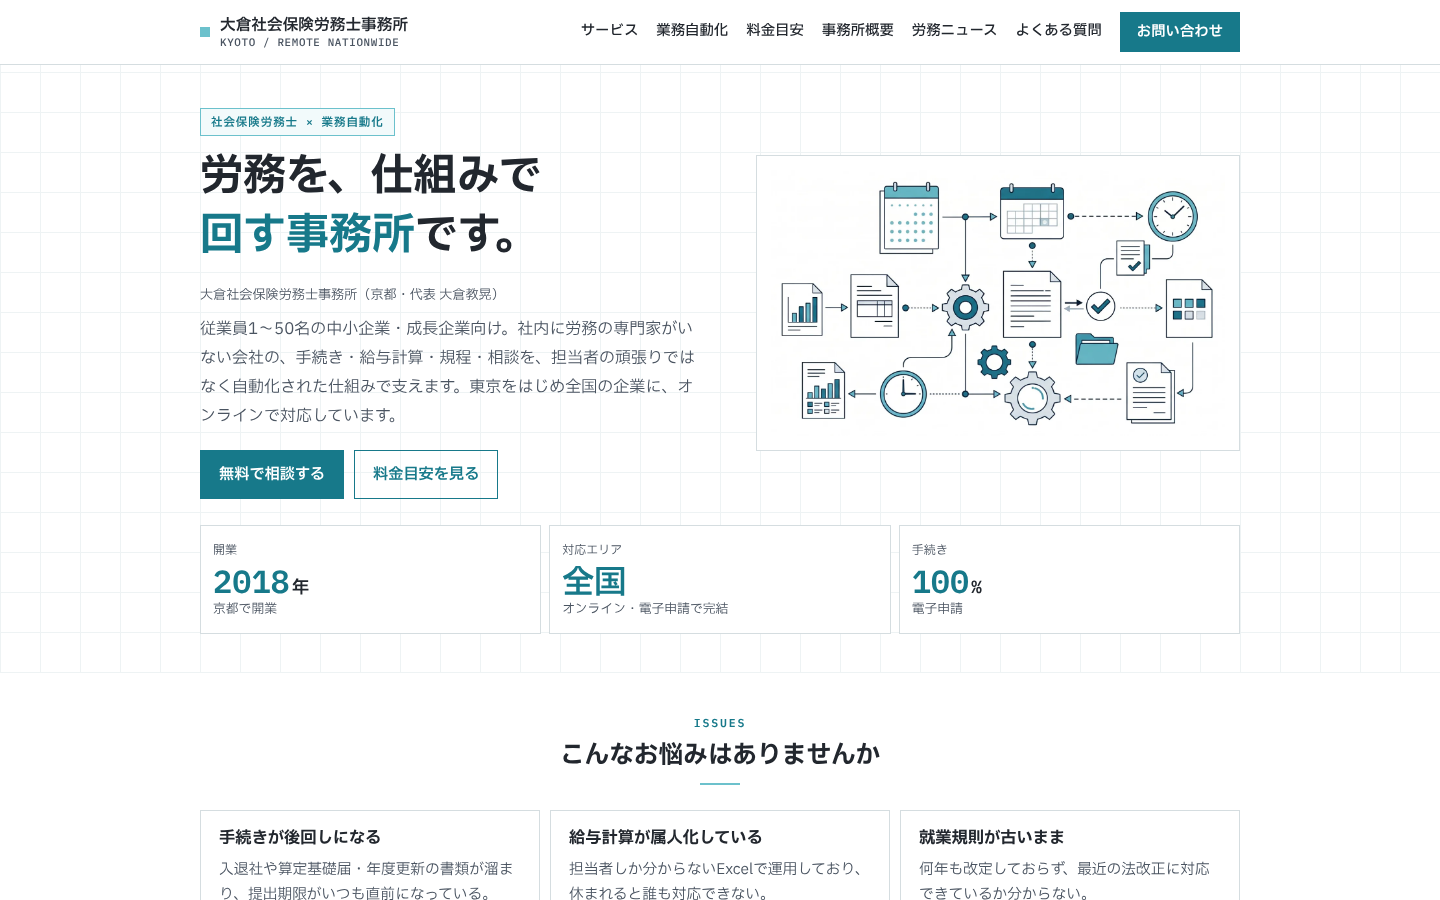 大倉社会保険労務士事務所
KYOTO / REMOTE NATIONWIDE
サービス
業務自動化
料金目安
事務所概要
労務ニュース
よくある質問
お問い合わせ
社会保険労務士 × 業務自動化
労務を、仕組みで
回す事務所です。
大倉社会保険労務士事務所（京都・代表 大倉教晃）
従業員1〜50名の中小企業・成長企業向け。社内に労務の専門家がい
ない会社の、手続き・給与計算・規程・相談を、担当者の頑張りでは
なく自動化された仕組みで支えます。東京をはじめ全国の企業に、オ
ンラインで対応しています。
無料で相談する
料金目安を見る
開業
2018年
京都で開業
対応エリア
全国
オンライン・電子申請で完結
手続き
100%
電子申請
ISSUES
こんなお悩みはありませんか
手続きが後回しになる
入退社や算定基礎届・年度更新の書類が溜ま
り、提出期限がいつも直前になっている。
給与計算が属人化している
担当者しか分からないExcelで運用しており、
休まれると誰も対応できない。
就業規則が古いまま
何年も改定しておらず、最近の法改正に対応
できているか分からない。